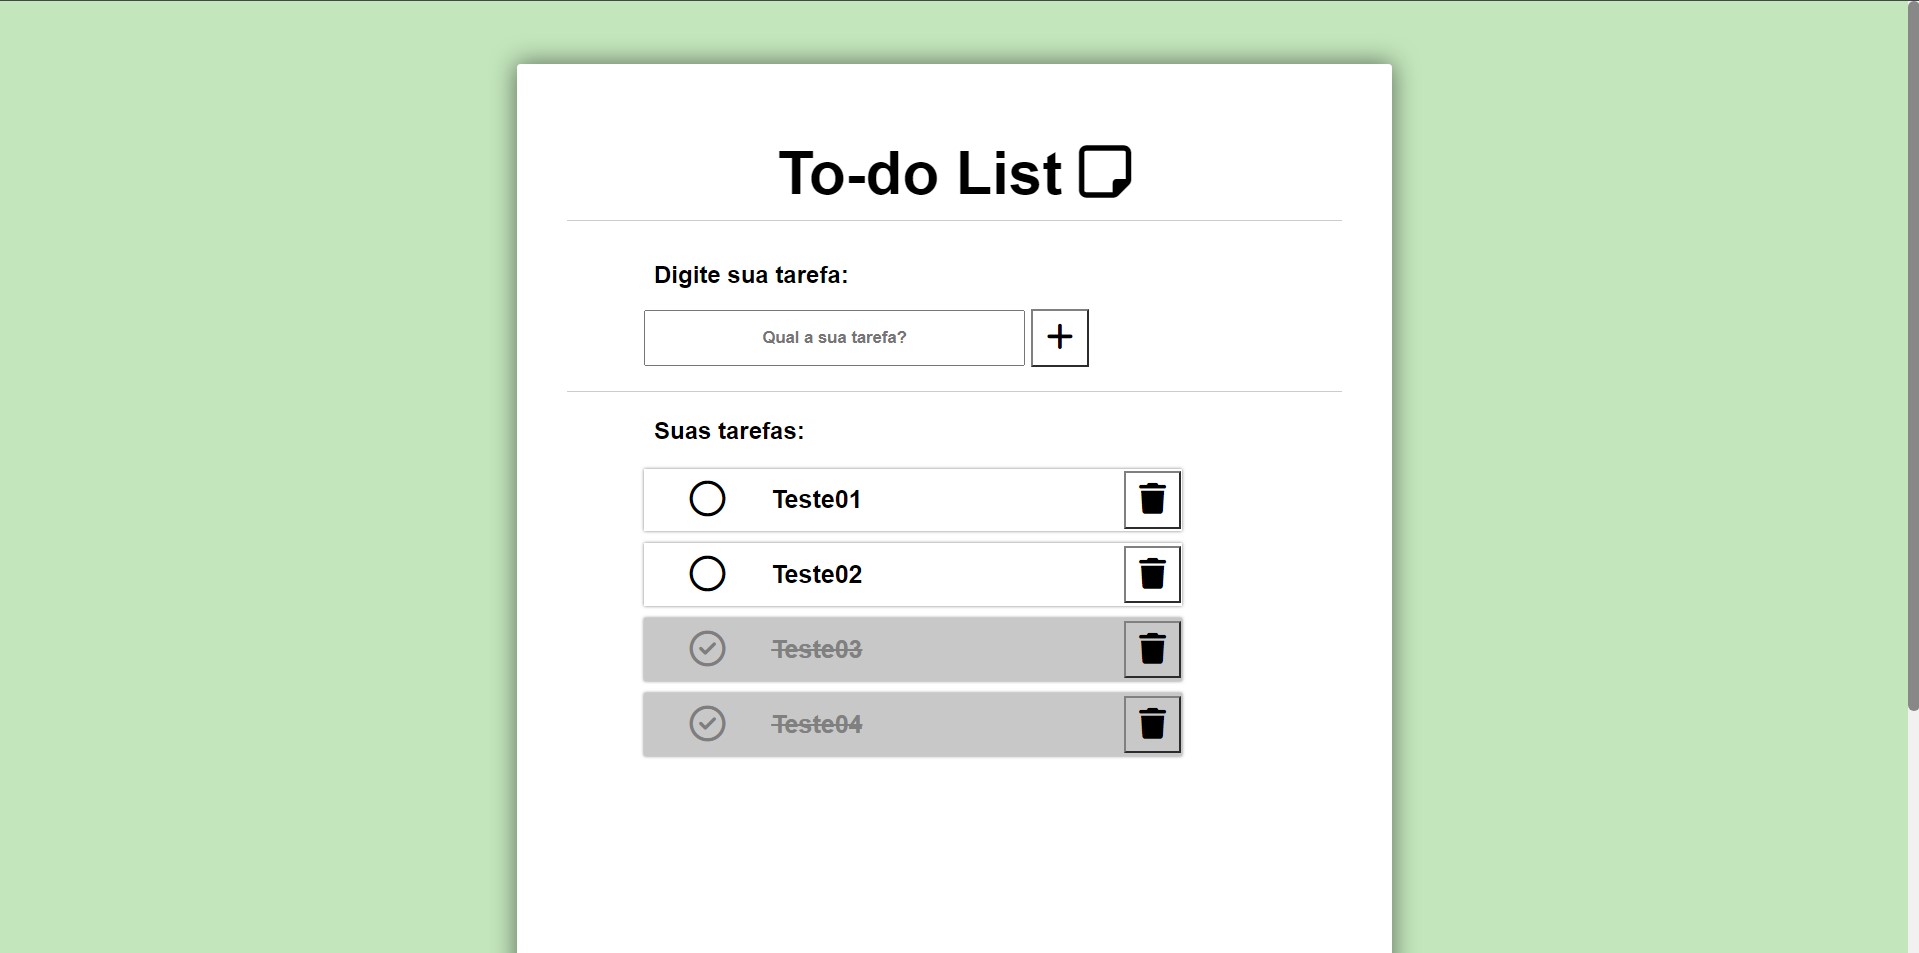 To-do List
Digite sua tarefa:
Qual a sua tarefa?
Suas tarefas:
Teste01
Teste02
Teste03
Teste04